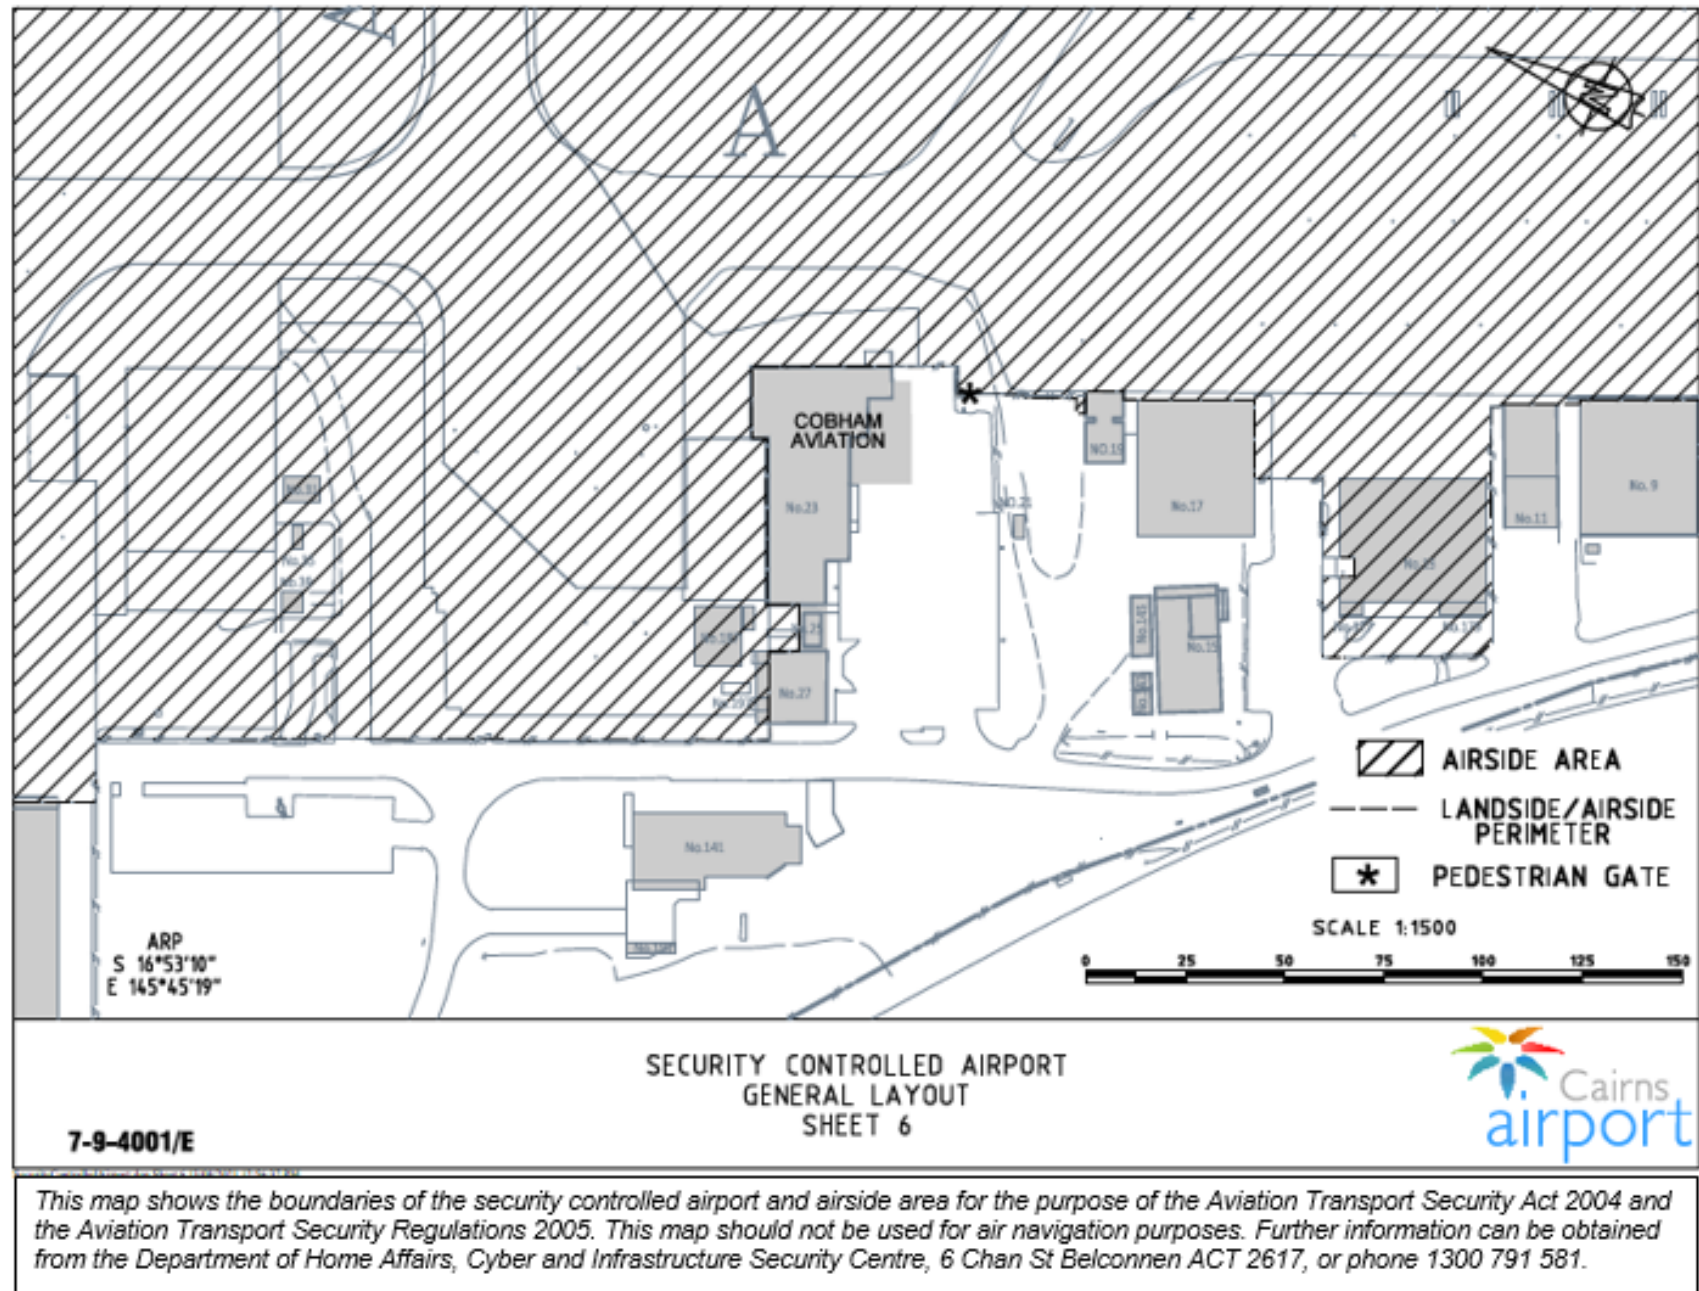 A
A
N
COBHAM
AVIATION
No.31
No.23
NO.19
No.17
No.11
No. 9
No.15
No.27
No.141
AIRSIDE AREA
LANDSIDE/AIRSIDE
PERIMETER
* PEDESTRIAN GATE
SCALE 1:1500
0 25 50 75 100 125 150
ARP
S 16°53'10"
E 145°45'19"
SECURITY CONTROLLED AIRPORT
GENERAL LAYOUT
SHEET 6
7-9-4001/E
Cairns
airport
This map shows the boundaries of the security controlled airport and airside area for the purpose of the Aviation Transport Security Act 2004 and
the Aviation Transport Security Regulations 2005. This map should not be used for air navigation purposes. Further information can be obtained
from the Department of Home Affairs, Cyber and Infrastructure Security Centre, 6 Chan St Belconnen ACT 2617, or phone 1300 791 581.